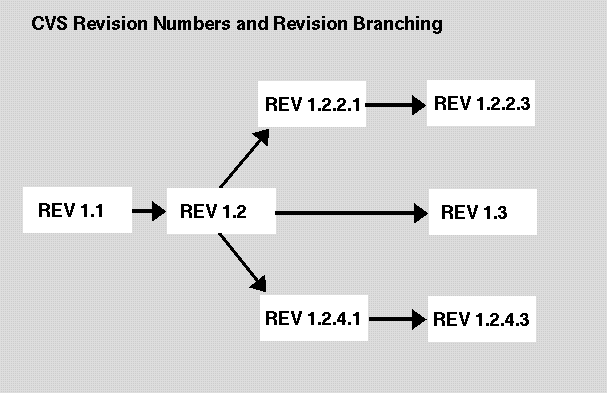 CVS Revision Numbers and Revision Branching
REV 1.2.2.1
REV 1.2.2.3
REV 1.1
REV 1.2
REV 1.3
REV 1.2.4.1
REV 1.2.4.3